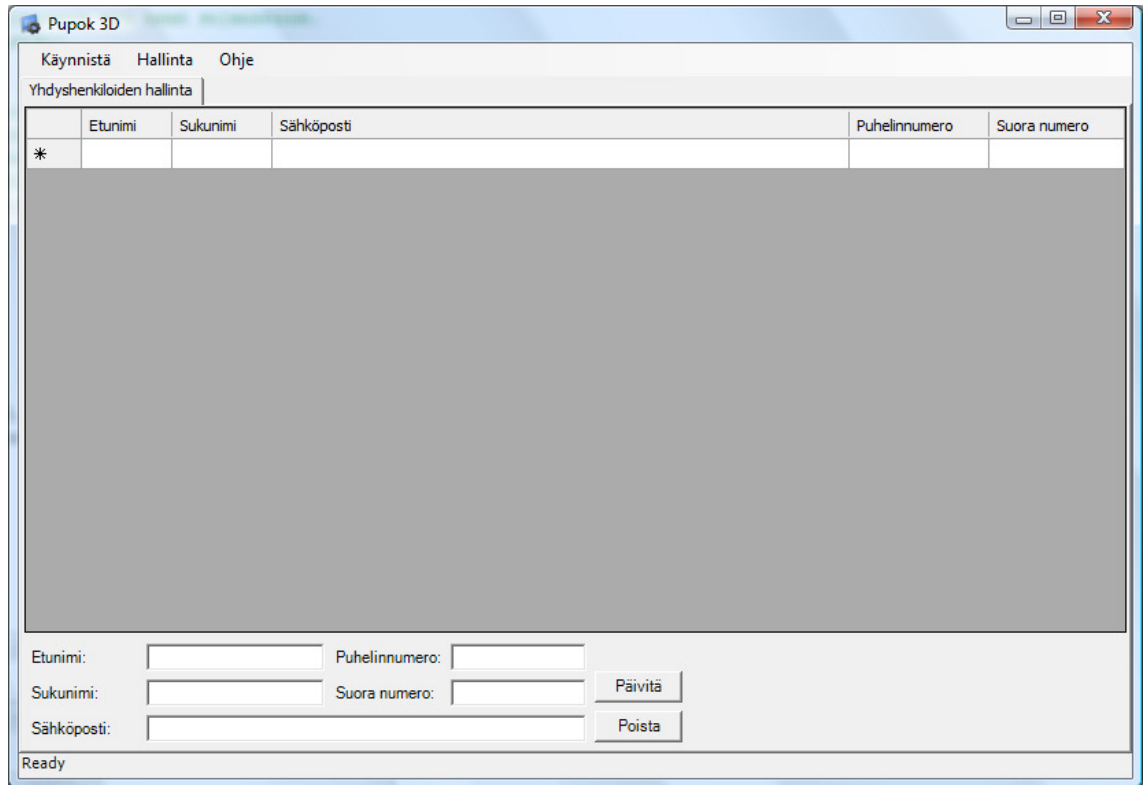 Pupok 3D
Käynnistä Hallinta Ohje
Yhdyshenkiloiden hallinta
Etunimi Sukunimi Sähköposti Puhelinnumero Suora numero
Etunimi: Puhelinnumero:
Sukunimi: Suora numero: Päivitä
Sähköposti: Poista
Ready